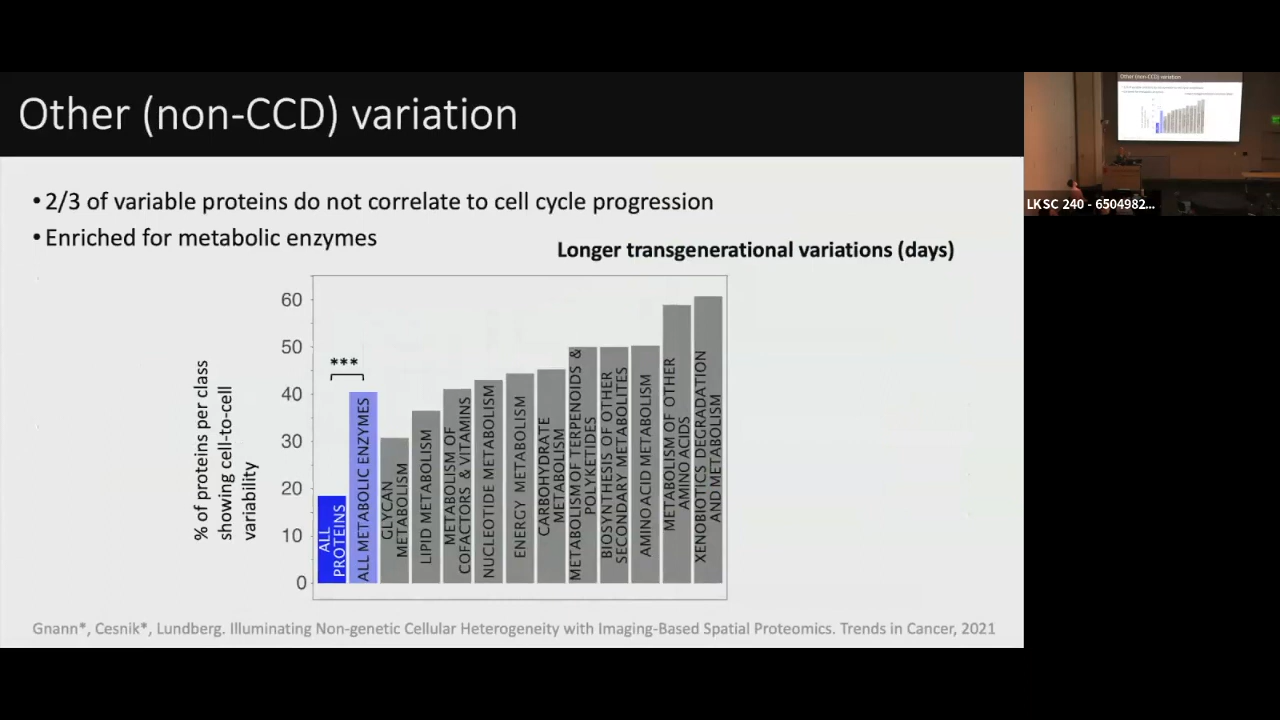 Other (non-CCD) variation
• 2/3 of variable proteins do not correlate to cell cycle progression
• Enriched for metabolic enzymes
Longer transgenerational variations (days)
% of proteins per class
showing cell-to-cell
variability
60
50
40
30
20
10
0
***
ALL
PROTEINS
ALL METABOLIC ENZYMES
GLYCAN
METABOLISM
LIPID METABOLISM
METABOLISM OF
COFACTORS & VITAMINS
NUCLEOTIDE METABOLISM
ENERGY METABOLISM
CARBOHYDRATE
METABOLISM
METABOLISM OF TERPENOIDS &
POLYKETIDES
BIOSYNTHESIS OF OTHER
SECONDARY METABOLITES
AMINO ACID METABOLISM
METABOLISM OF OTHER
AMINO ACIDS
XENOBIOTICS DEGRADATION
AND METABOLISM
Gnann*, Cesnik*, Lundberg. Illuminating Non-genetic Cellular Heterogeneity with Imaging-Based Spatial Proteomics. Trends in Cancer, 2021
Other (non-CCD) variation
LKSC 240 - 6504982...